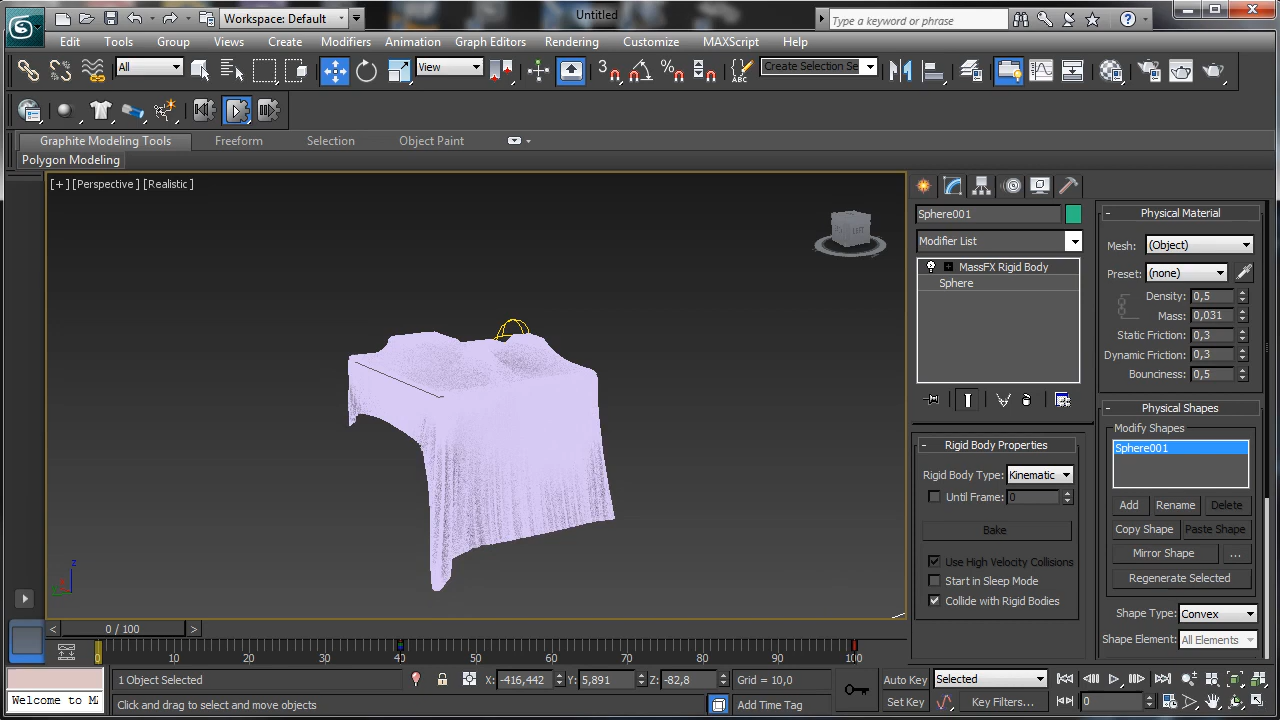 Untitled
Workspace: Default
Type a keyword or phrase
Edit Tools Group Views Create Modifiers Animation Graph Editors Rendering Customize MAXScript Help
All
View
Create Selection Se
Graphite Modeling Tools Freeform Selection Object Paint
Polygon Modeling
[+] [Perspective] [Realistic]
LEFT
z
Sphere001
Modifier List
MassFX Rigid Body
Sphere
Rigid Body Properties
Rigid Body Type: Kinematic
Until Frame: 0
Bake
Use High Velocity Collisions
Start in Sleep Mode
Collide with Rigid Bodies
Physical Material
Mesh: (Object)
Preset: (none)
Density: 0,5
Mass: 0,031
Static Friction: 0,3
Dynamic Friction: 0,3
Bounciness: 0,5
Physical Shapes
Modify Shapes
Sphere001
Add Rename Delete
Copy Shape Paste Shape
Mirror Shape ...
Regenerate Selected
Shape Type: Convex
Shape Element: All Elements
< 0 / 100 >
0 10 20 30 40 50 60 70 80 90 100
1 Object Selected
X: -416,442 Y: 5,891 Z: -82,8
Grid = 10,0
Auto Key Selected
Welcome to M
Click and drag to select and move objects
Add Time Tag
Set Key Key Filters...
0